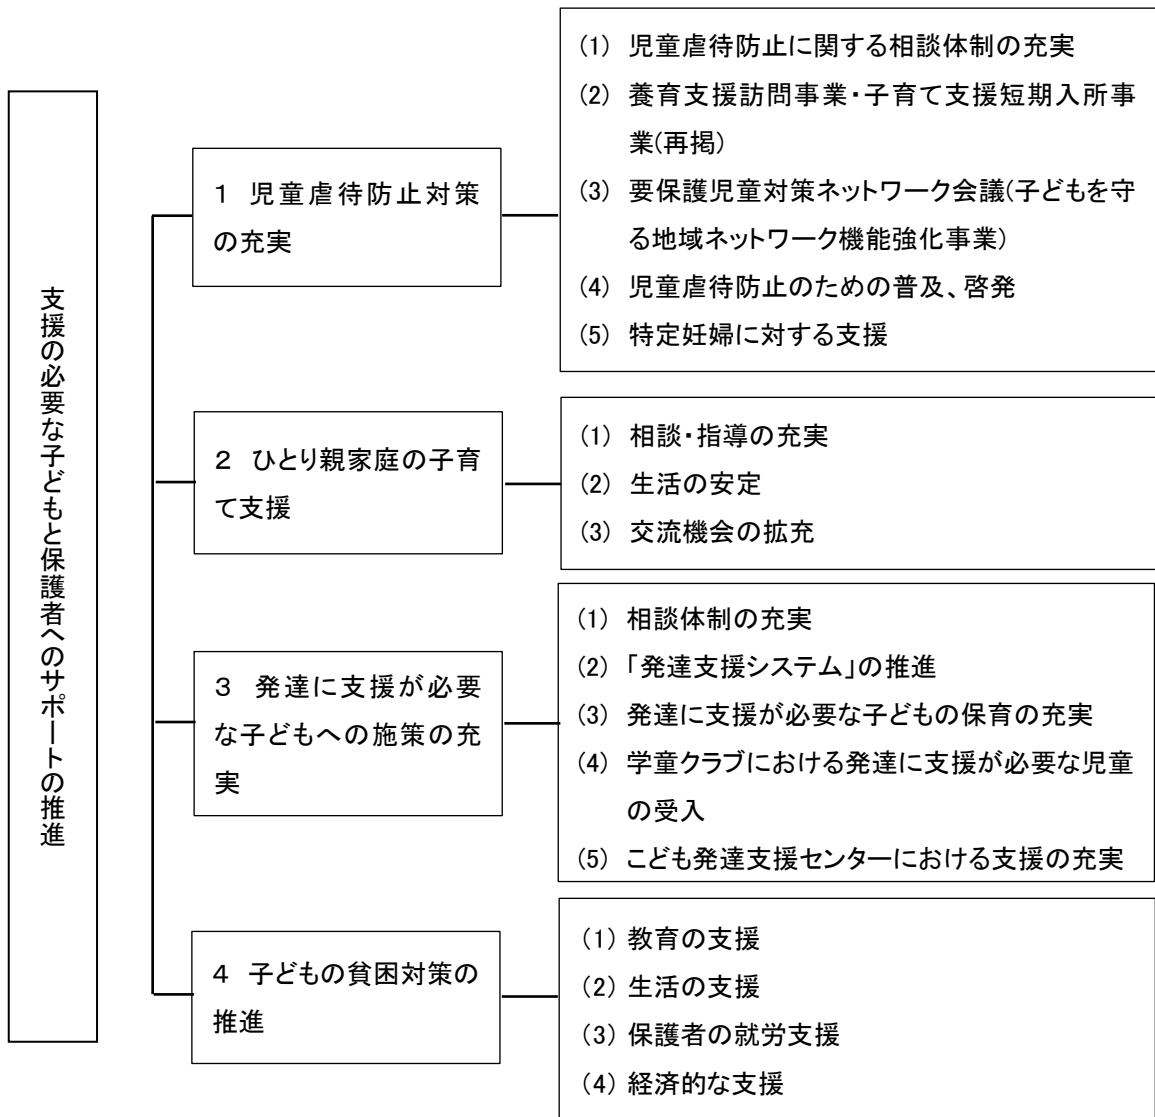 支援の必要な子どもと保護者へのサポートの推進
1 児童虐待防止対策
の充実
(1) 児童虐待防止に関する相談体制の充実
(2) 養育支援訪問事業・子育て支援短期入所事
業(再掲)
(3) 要保護児童対策ネットワーク会議(子どもを守
る地域ネットワーク機能強化事業)
(4) 児童虐待防止のための普及、啓発
(5) 特定妊婦に対する支援
2 ひとり親家庭の子育
て支援
(1) 相談・指導の充実
(2) 生活の安定
(3) 交流機会の拡充
3 発達に支援が必要
な子どもへの施策の充
実
(1) 相談体制の充実
(2) 「発達支援システム」の推進
(3) 発達に支援が必要な子どもの保育の充実
(4) 学童クラブにおける発達に支援が必要な児童
の受入
(5) こども発達支援センターにおける支援の充実
4 子どもの貧困対策の
推進
(1) 教育の支援
(2) 生活の支援
(3) 保護者の就労支援
(4) 経済的な支援